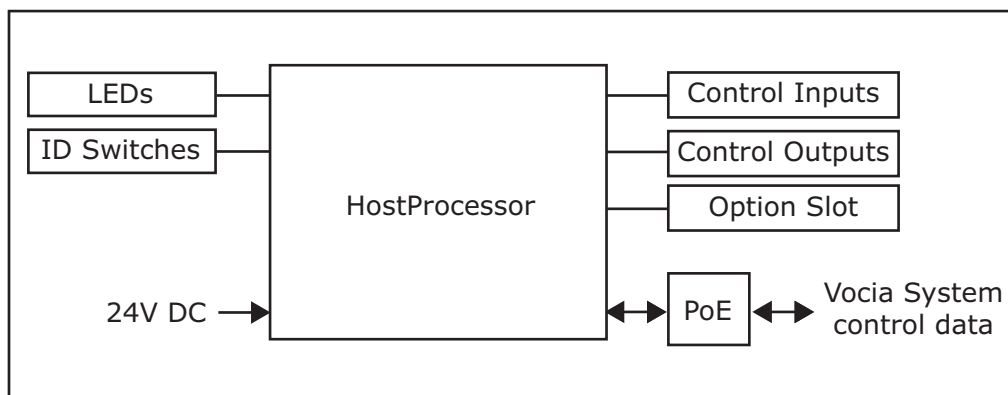 LEDs
ID Switches
24V DC
HostProcessor
Control Inputs
Control Outputs
Option Slot
PoE
Vocia System
control data